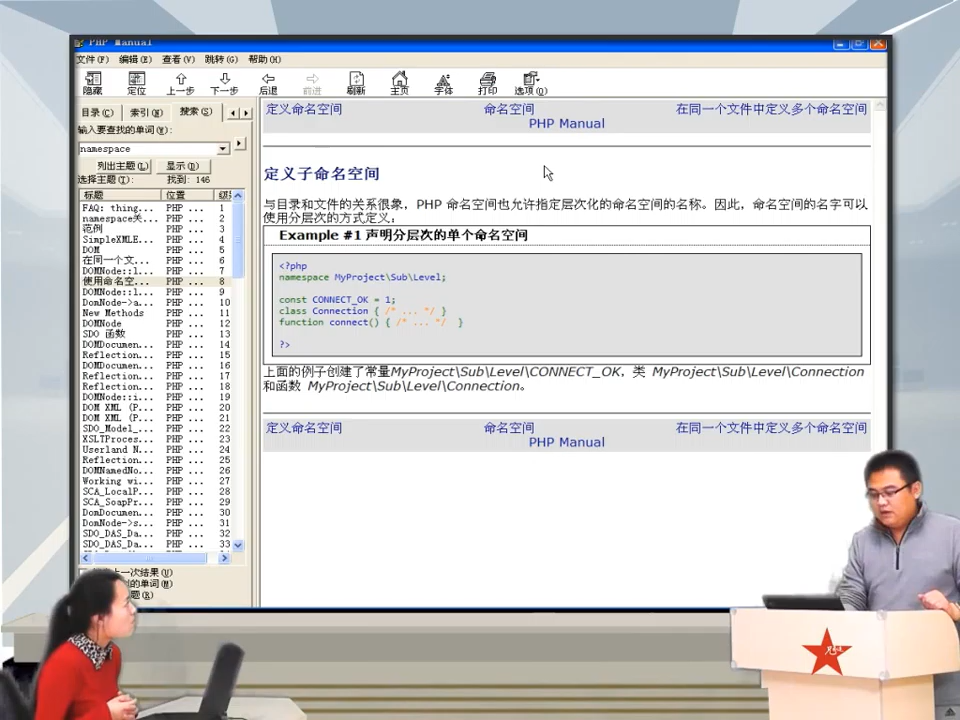 PHP Manual
文件(F) 编辑(E) 查看(V) 跳转(G) 帮助(H)
隐藏 定位 上一步 下一步 后退 前进 刷新 主页 字体 打印 选项(O)
目录(C) 索引(N) 搜索(S)
输入要查找的单词(W):
namespace
列出主题(L) 显示(D)
选择主题(T): 找到: 146
标题 位置
FAQ: thing... PHP ... 1
namespace关... PHP ... 2
范例 PHP ... 3
SimpleXMLE... PHP ... 4
DOM PHP ... 5
在同一个文... PHP ... 6
DOMNode::l... PHP ... 7
使用命名空... PHP ... 8
DOMNode::l... PHP ... 9
DomNode->a... PHP ... 10
New Methods PHP ... 11
DOMNode PHP ... 12
SDO 函数 PHP ... 13
DOMDocumen... PHP ... 14
Reflection... PHP ... 15
DOMDocumen... PHP ... 16
Reflection... PHP ... 17
Reflection... PHP ... 18
DOMNode::i... PHP ... 19
DOM XML (P... PHP ... 20
DOM XML (P... PHP ... 21
SDO_Model_... PHP ... 22
XSLTProces... PHP ... 23
Userland N... PHP ... 24
Reflection... PHP ... 25
DOMNamedNo... PHP ... 26
Working wi... PHP ... 27
SCA_LocalP... PHP ... 28
SCA_SoapPr... PHP ... 29
DomDocumen... PHP ... 30
DomNode->s... PHP ... 31
SDO_DAS_Da... PHP ... 32
SDO_DAS_Da... PHP ... 33
上一次结果(U)
的单词(M)
题(R)
定义命名空间 命名空间 在同一个文件中定义多个命名空间
PHP Manual
定义子命名空间
与目录和文件的关系很象，PHP 命名空间也允许指定层次化的命名空间的名称。因此，命名空间的名字可以
使用分层次的方式定义：
Example #1 声明分层次的单个命名空间
<?php
namespace MyProject\Sub\Level;
const CONNECT_OK = 1;
class Connection { /* ... */ }
function connect() { /* ... */  }
?>
上面的例子创建了常量MyProject\Sub\Level\CONNECT_OK，类 MyProject\Sub\Level\Connection
和函数 MyProject\Sub\Level\Connection。
定义命名空间 命名空间 在同一个文件中定义多个命名空间
PHP Manual